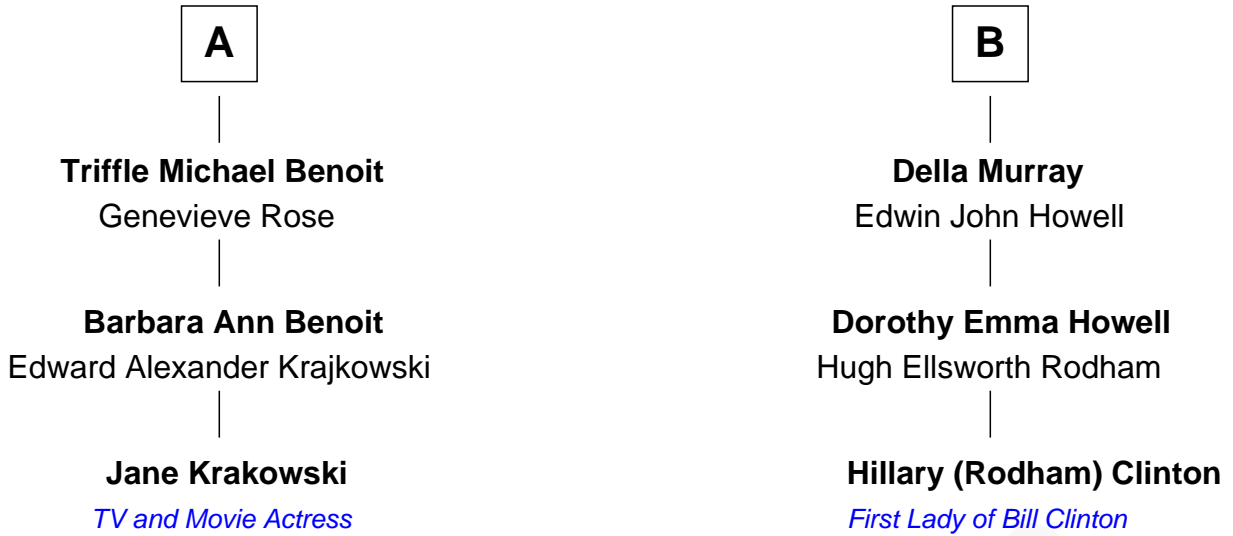 A
Triffle Michael Benoit
Genevieve Rose
Barbara Ann Benoit
Edward Alexander Krajkowski
Jane Krakowski
TV and Movie Actress
B
Della Murray
Edwin John Howell
Dorothy Emma Howell
Hugh Ellsworth Rodham
Hillary (Rodham) Clinton
First Lady of Bill Clinton